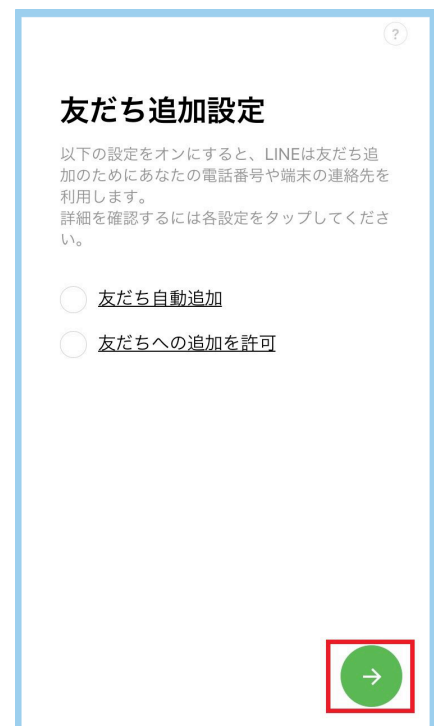 ?
友だち追加設定
以下の設定をオンにすると、LINEは友だち追
加のためにあなたの電話番号や端末の連絡先を
利用します。
詳細を確認するには各設定をタップしてくださ
い。
友だち自動追加
友だちへの追加を許可